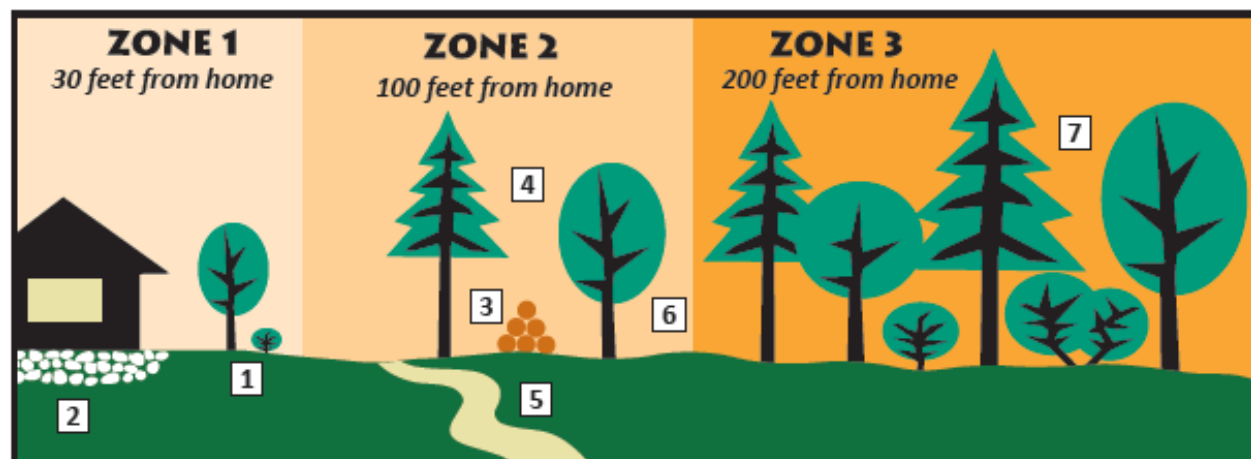 ZONE 1
30 feet from home
ZONE 2
100 feet from home
ZONE 3
200 feet from home
1
2
3
4
5
6
7